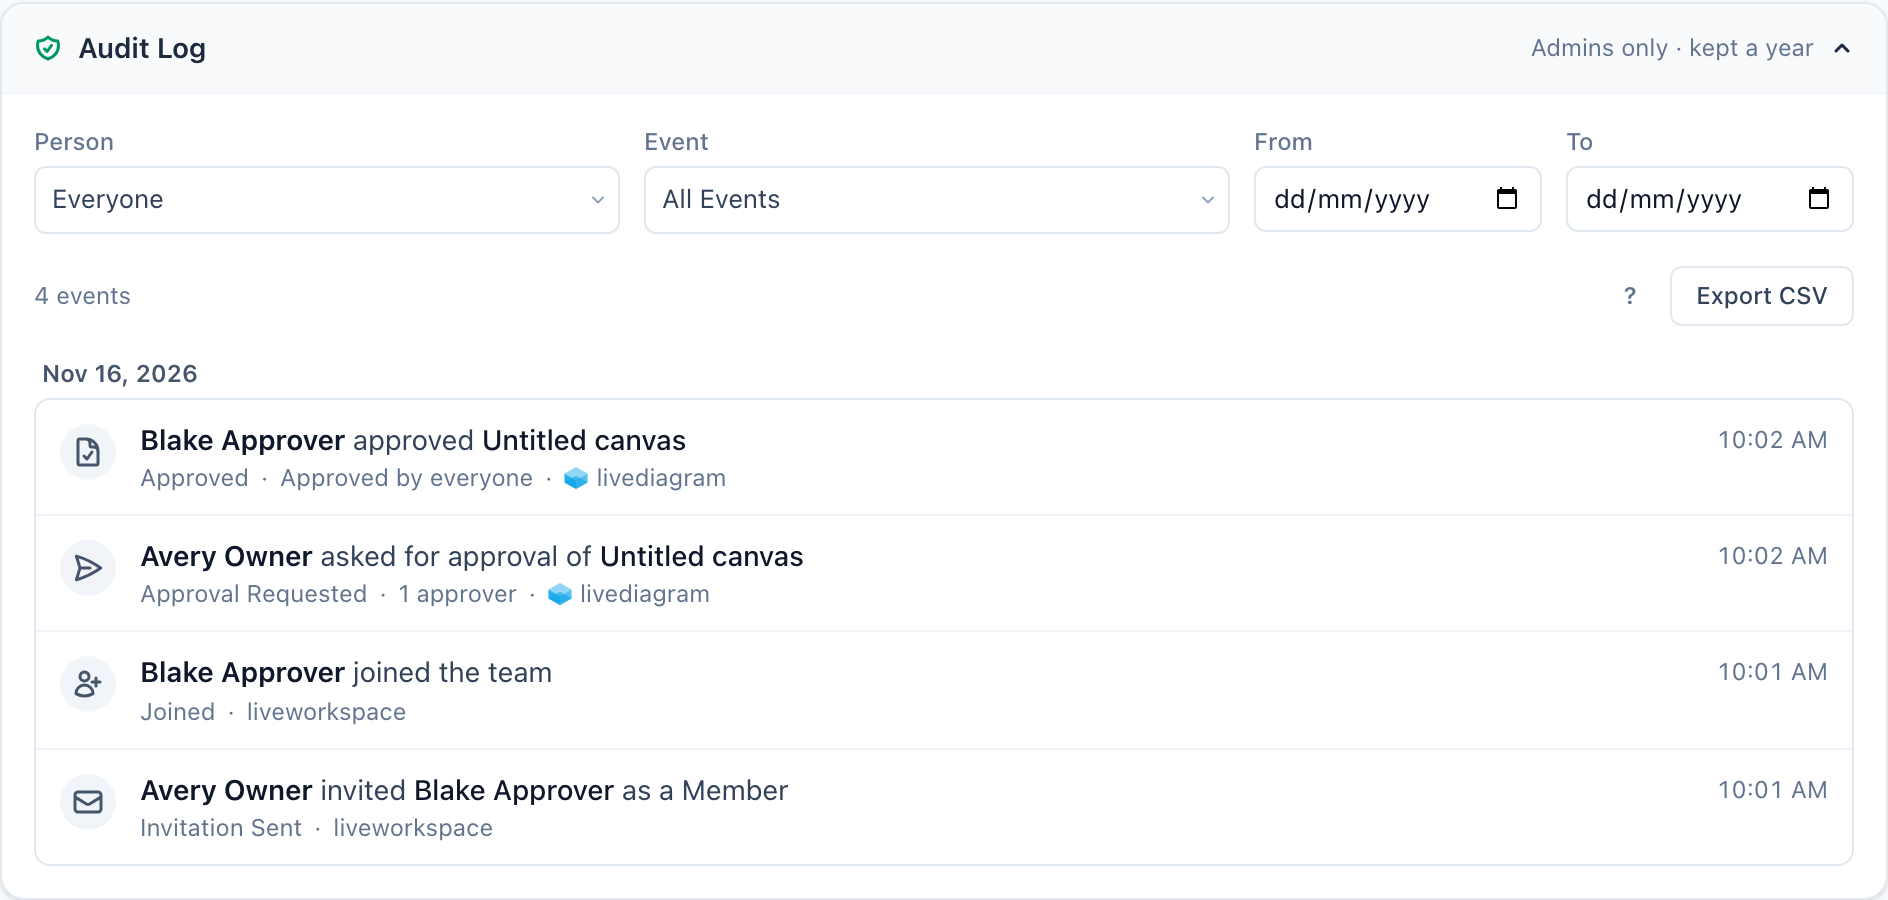 Audit Log
Admins only · kept a year
Person
Event
From
To
Everyone
All Events
dd/mm/yyyy
dd/mm/yyyy
4 events
?
Export CSV
Nov 16, 2026
Blake Approver approved Untitled canvas
10:02 AM
Approved · Approved by everyone · livediagram
Avery Owner asked for approval of Untitled canvas
10:02 AM
Approval Requested · 1 approver · livediagram
Blake Approver joined the team
10:01 AM
Joined · liveworkspace
Avery Owner invited Blake Approver as a Member
10:01 AM
Invitation Sent · liveworkspace